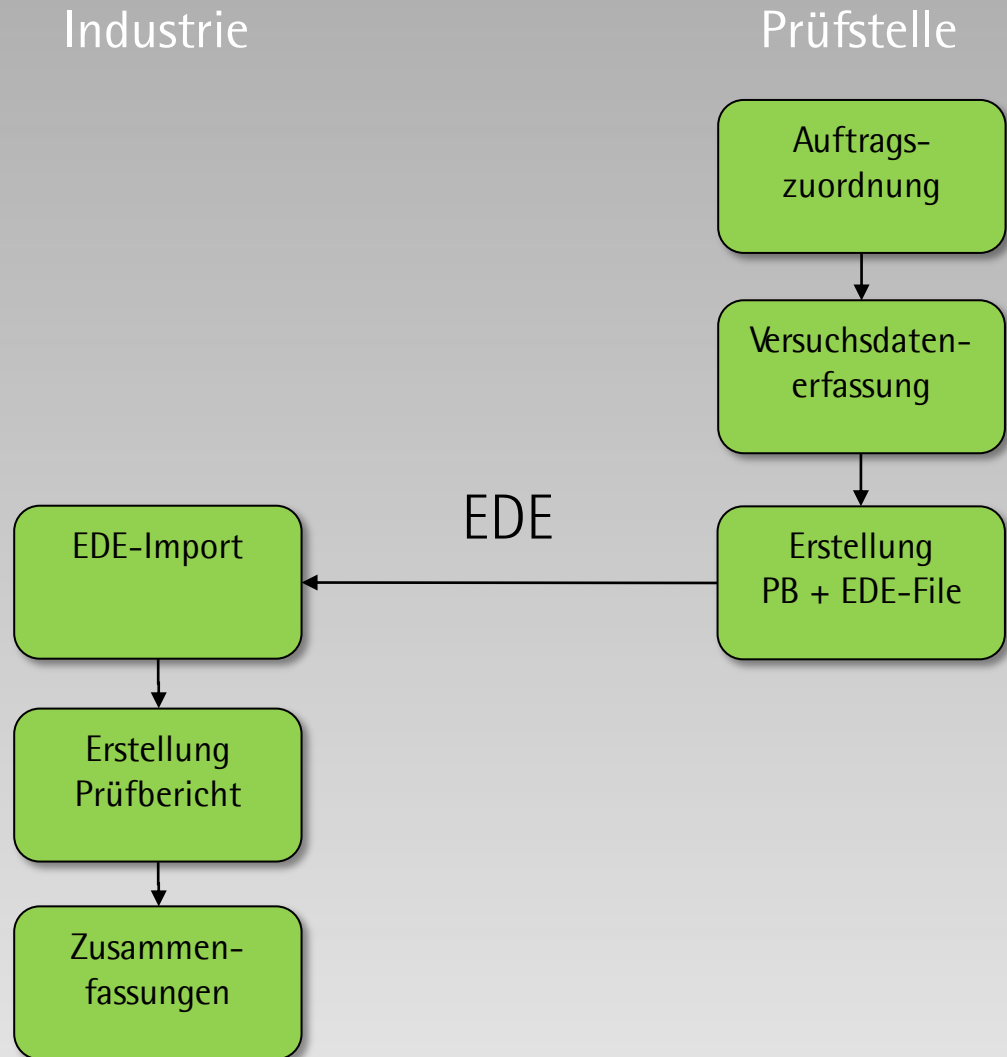 Industrie
Prüfstelle
Auftrags-
zuordnung
Versuchsdaten-
erfassung
Erstellung
PB + EDE-File
EDE
EDE-Import
Erstellung
Prüfbericht
Zusammen-
fassungen